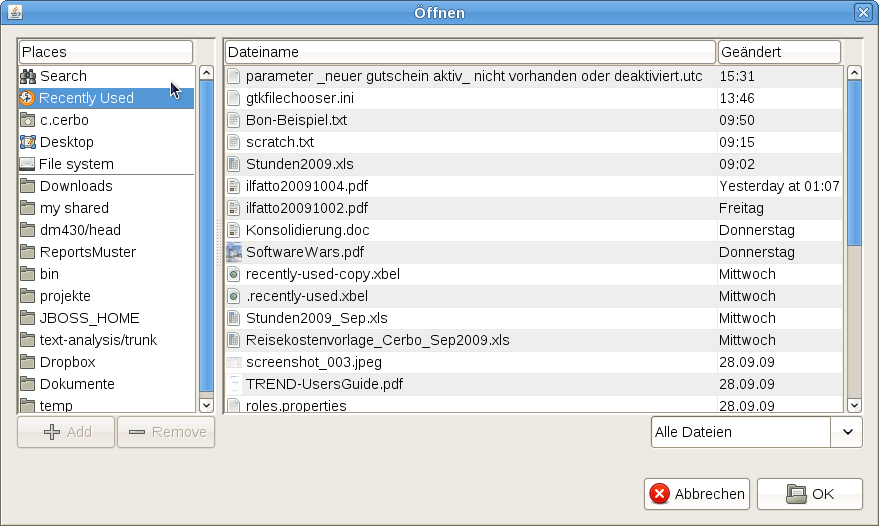 Öffnen
Places
Search
Recently Used
c.cerbo
Desktop
File system
Downloads
my shared
dm430/head
ReportsMuster
bin
projekte
JBOSS_HOME
text-analysis/trunk
Dropbox
Dokumente
temp
Add Remove
Dateiname Geändert
parameter _neuer gutschein aktiv_ nicht vorhanden oder deaktiviert.utc 15:31
gtkfilechooser.ini 13:46
Bon-Beispiel.txt 09:50
scratch.txt 09:15
Stunden2009.xls 09:02
ilfatto20091004.pdf Yesterday at 01:07
ilfatto20091002.pdf Freitag
Konsolidierung.doc Donnerstag
SoftwareWars.pdf Donnerstag
recently-used-copy.xbel Mittwoch
.recently-used.xbel Mittwoch
Stunden2009_Sep.xls Mittwoch
Reisekostenvorlage_Cerbo_Sep2009.xls Mittwoch
screenshot_003.jpeg 28.09.09
TREND-UsersGuide.pdf 28.09.09
roles.properties 28.09.09
Alle Dateien
Abbrechen OK